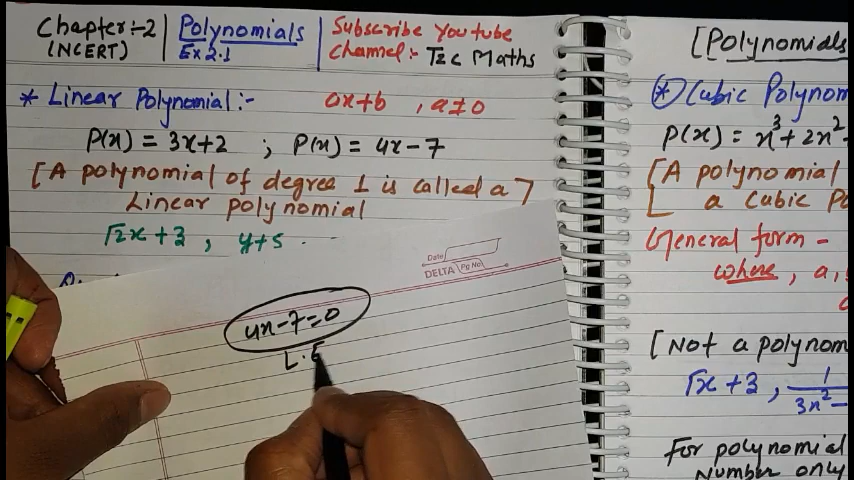 Chapter:-2
(NCERT)
Polynomials
Ex 2.1
Subscribe YouTube
Channel:- T2C Maths
* Linear Polynomial:- ax+b , a≠0
P(x) = 3x+2 ; P(x) = 4x-7
[A polynomial of degree 1 is called a]
Linear polynomial
√2x+3 , y+5 .
Date
DELTA Pg No
4x-7=0
L.E
[Polynomials
* Cubic Polynom
P(x) = x³+2x²-
[A polynomial
a Cubic Po
General form -
where, a,
[Not a polynom
√x+3, 1/3x²-
For polynomial
Number only